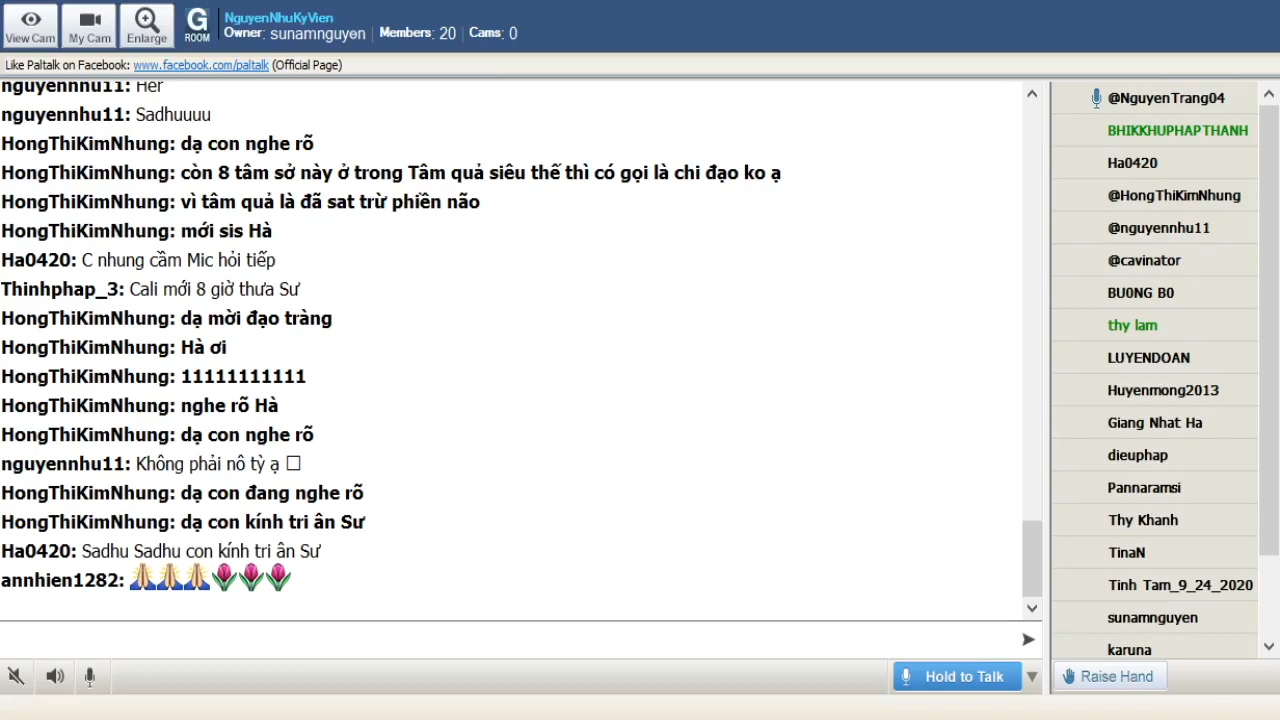 View Cam
My Cam
Enlarge
G
ROOM
NguyenNhuKyVien
Owner: sunamnguyen | Members: 20 | Cams: 0
Like Paltalk on Facebook: www.facebook.com/paltalk (Official Page)
nguyennhu11: Her
nguyennhu11: Sadhuuuu
HongThiKimNhung: dạ con nghe rõ
HongThiKimNhung: còn 8 tâm sở này ở trong Tâm quả siêu thế thì có gọi là chi đạo ko ạ
HongThiKimNhung: vì tâm quả là đã sat trừ phiền não
HongThiKimNhung: mới sis Hà
Ha0420: C nhung cầm Mic hỏi tiếp
Thinhphap_3: Cali mới 8 giờ thưa Sư
HongThiKimNhung: dạ mời đạo tràng
HongThiKimNhung: Hà ơi
HongThiKimNhung: 11111111111
HongThiKimNhung: nghe rõ Hà
HongThiKimNhung: dạ con nghe rõ
nguyennhu11: Không phải nô tỳ ạ □
HongThiKimNhung: dạ con đang nghe rõ
HongThiKimNhung: dạ con kính tri ân Sư
Ha0420: Sadhu Sadhu con kính tri ân Sư
annhien1282: 🙏🙏🙏🌷🌷🌷
Hold to Talk
@NguyenTrang04
BHIKKHUPHAPTHANH
Ha0420
@HongThiKimNhung
@nguyennhu11
@cavinator
BU0NG B0
thy lam
LUYENDOAN
Huyenmong2013
Giang Nhat Ha
dieuphap
Pannaramsi
Thy Khanh
TinaN
Tinh Tam_9_24_2020
sunamnguyen
karuna
Raise Hand